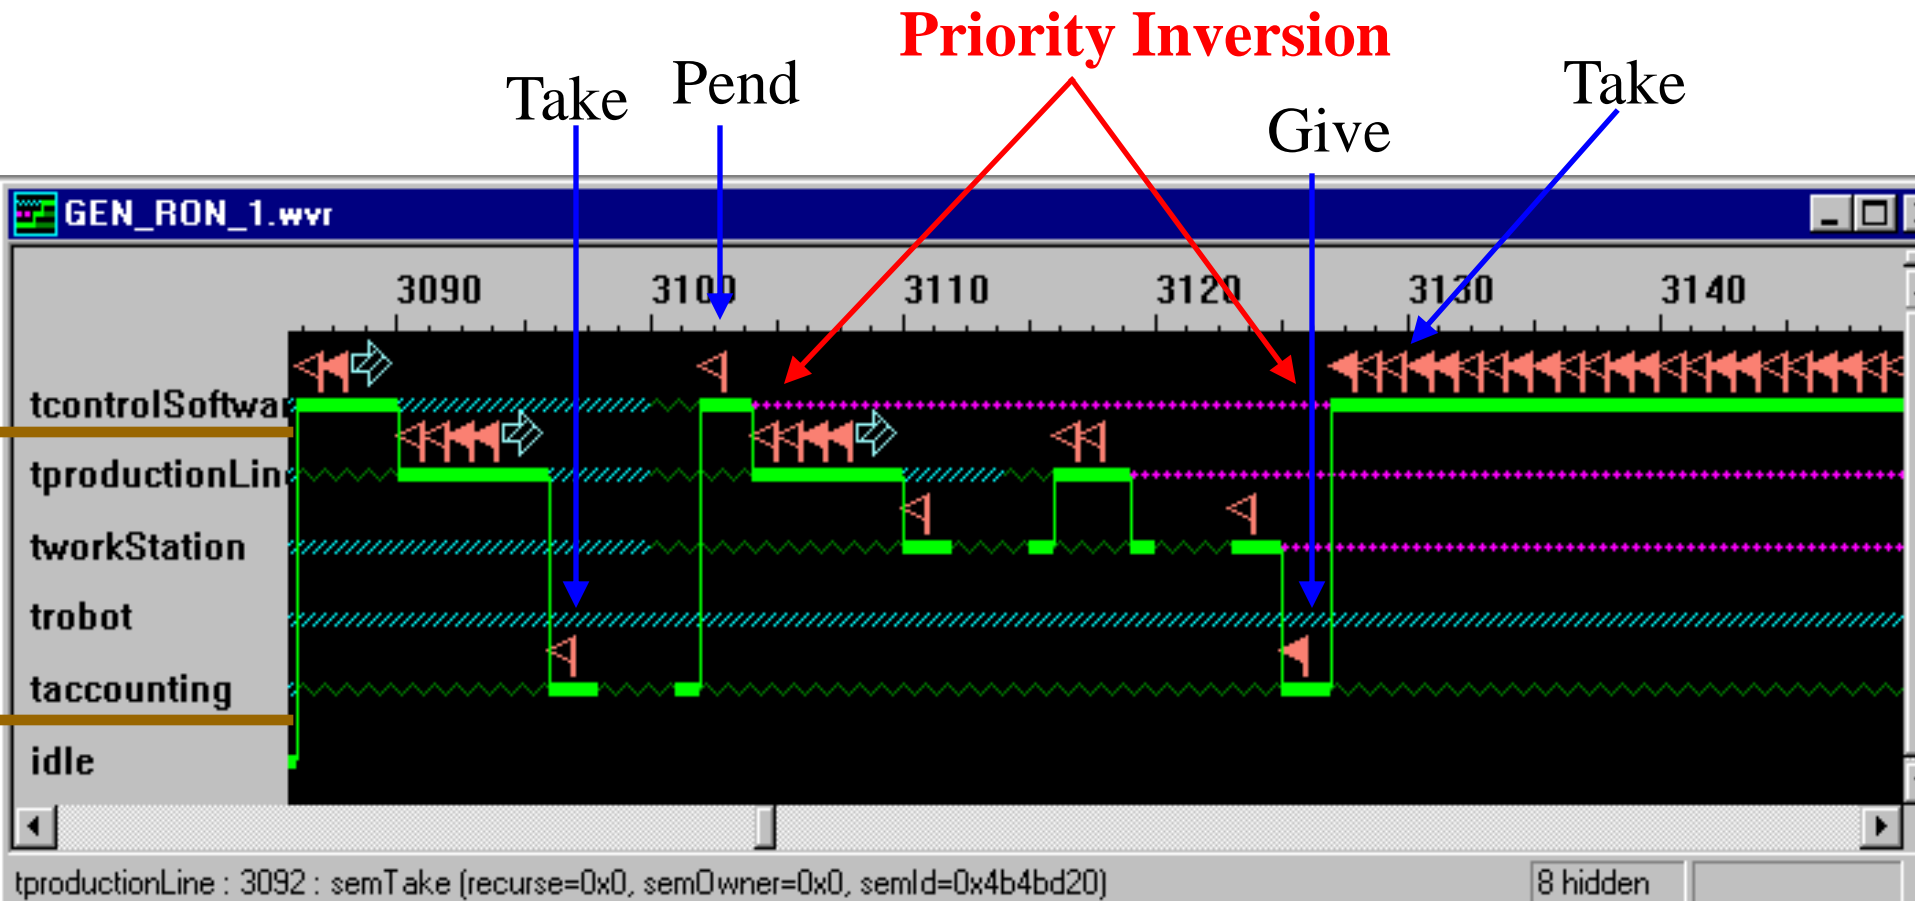 Priority Inversion
Take
Pend
Take
Give
GEN_RON_1.wvr
3090 3100 3110 3120 3130 3140
tcontrolSoftwar
tproductionLin
tworkStation
trobot
taccounting
idle
tproductionLine : 3092 : semTake (recurse=0x0, semOwner=0x0, semId=0x4b4bd20)
8 hidden